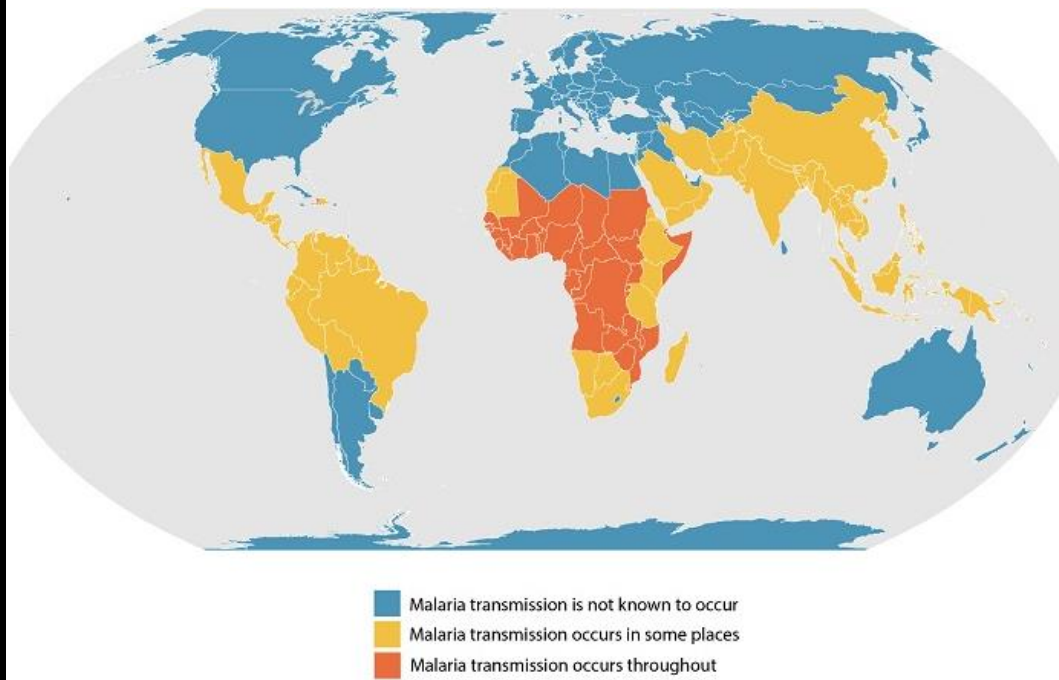 Malaria transmission is not known to occur
Malaria transmission occurs in some places
Malaria transmission occurs throughout